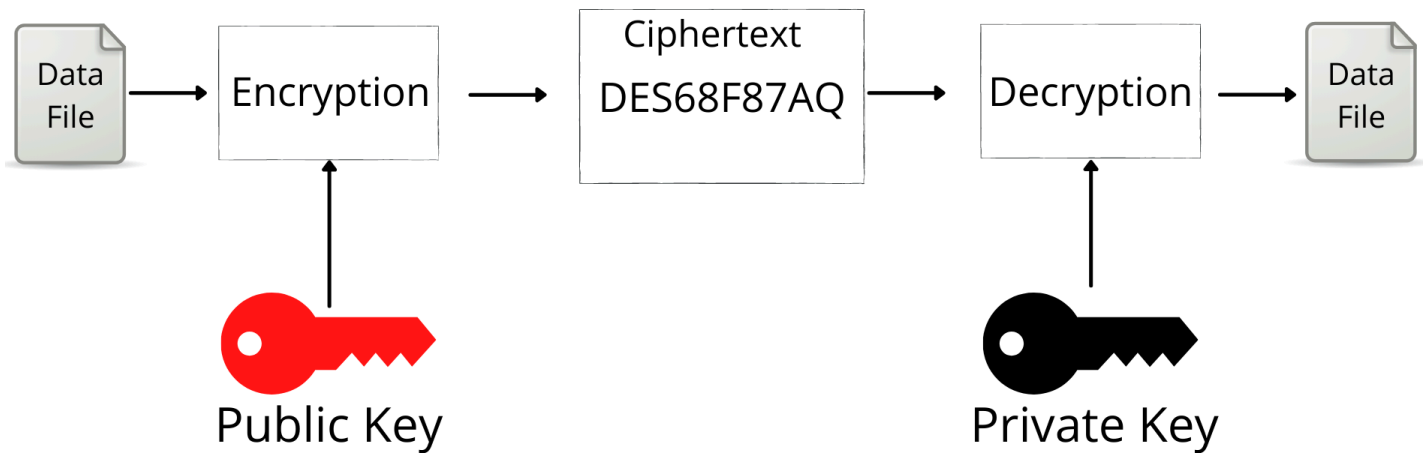 Data
File
Encryption
Ciphertext
DES68F87AQ
Decryption
Data
File
Public Key
Private Key